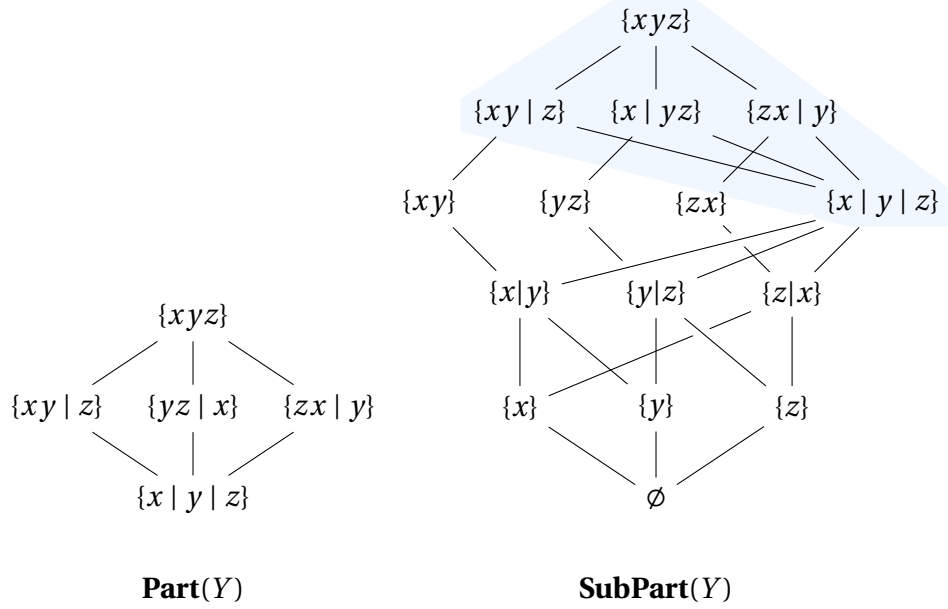 {xyz}
{xy | z} {x | yz} {zx | y}
{xy} {yz} {zx} {x | y | z}
{x|y} {y|z} {z|x}
{xyz}
{xy | z} {yz | x} {zx | y}
{x} {y} {z}
{x | y | z}
∅
Part(Y)
SubPart(Y)